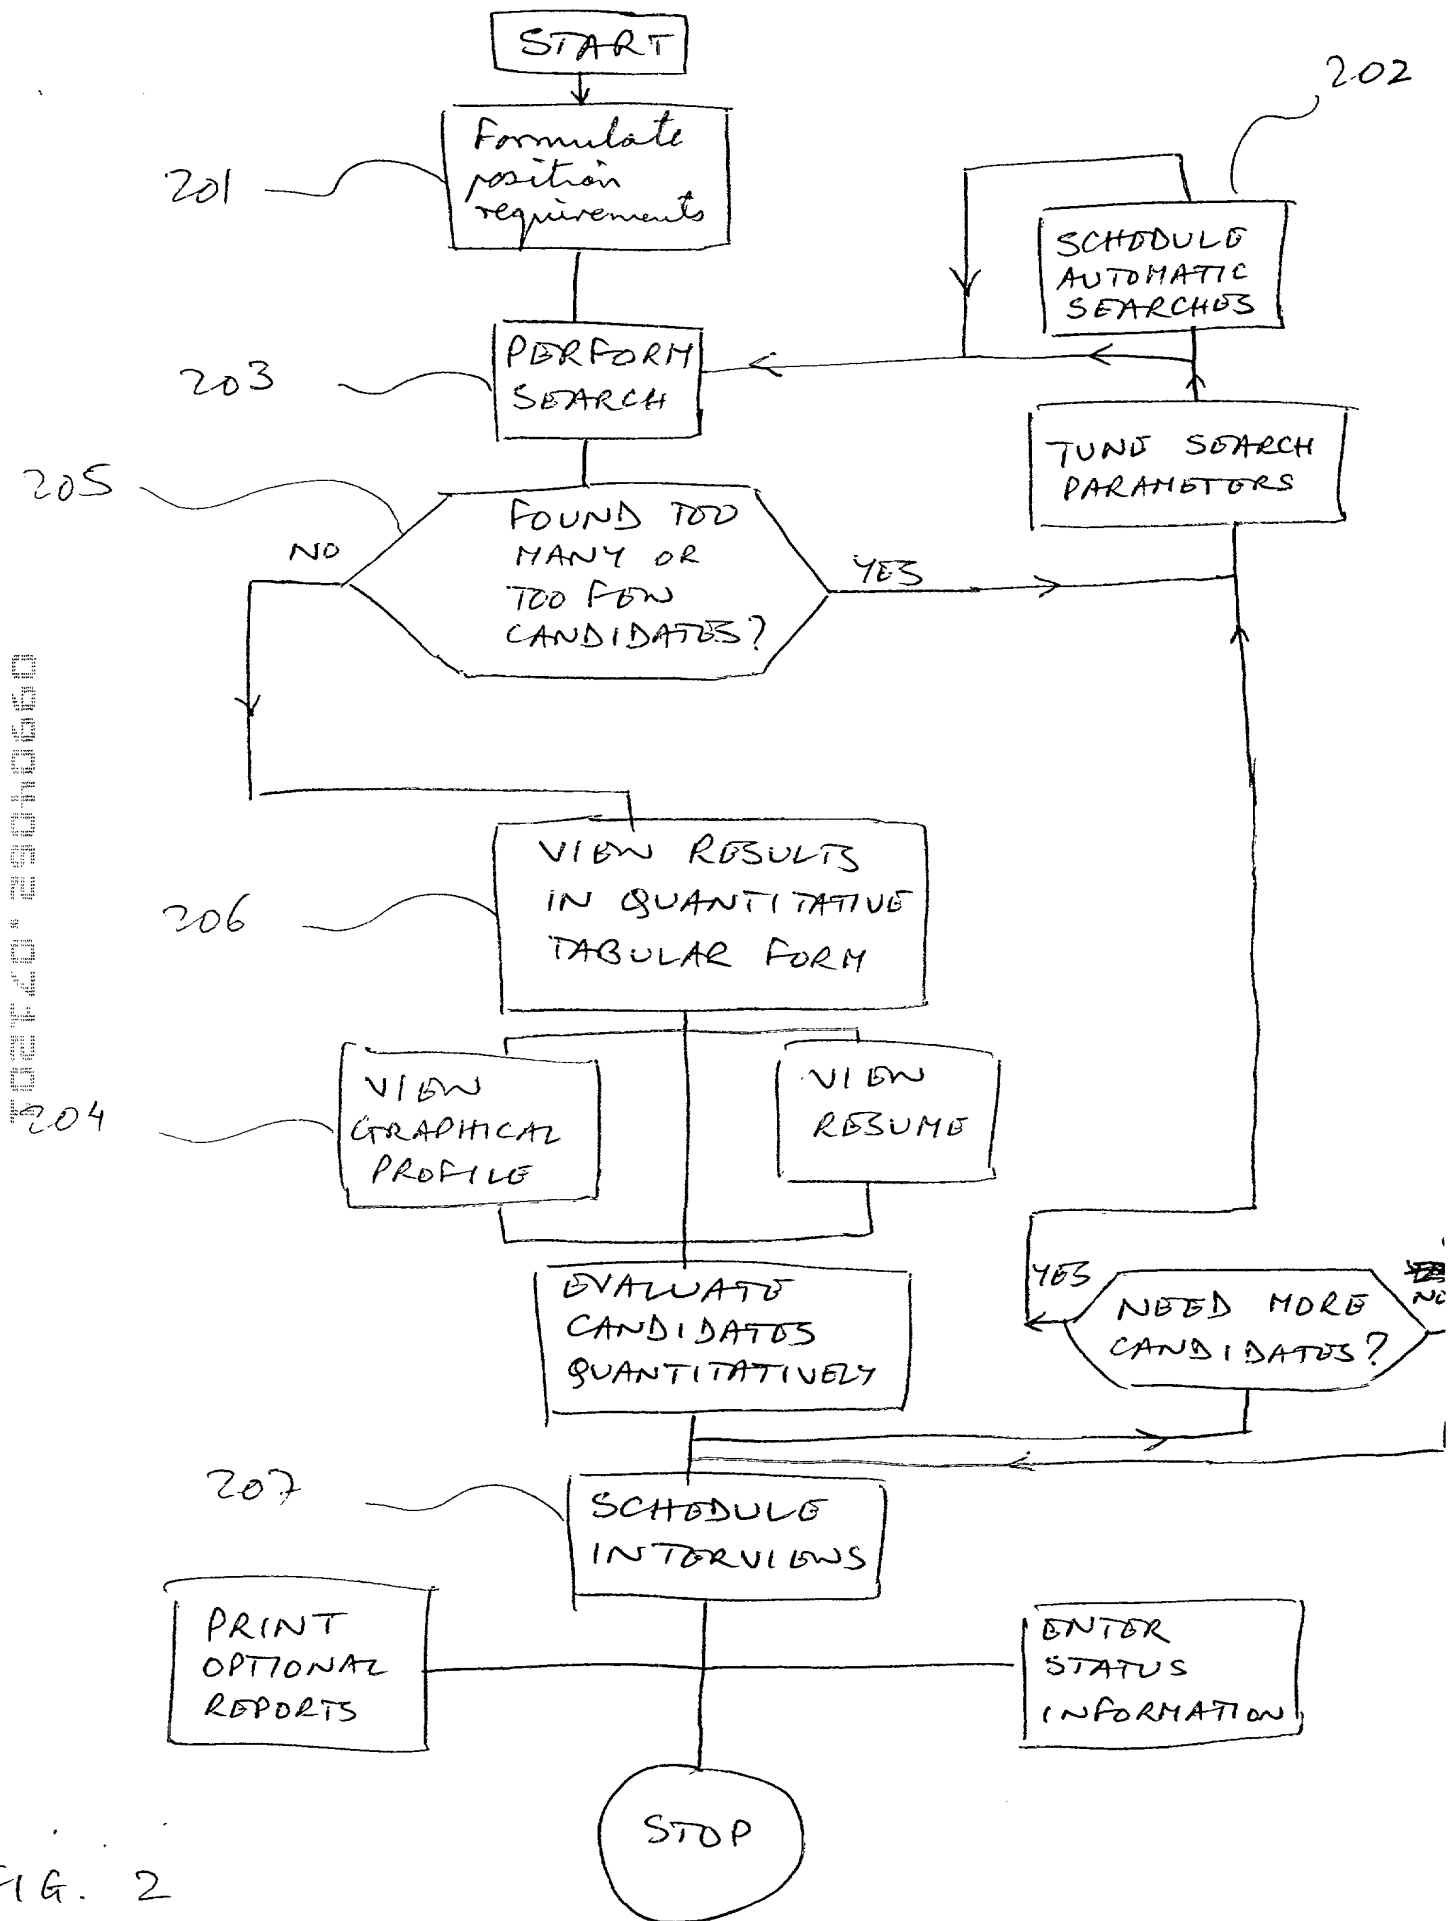 START
202
Formulate
position
requirements
201
SCHEDULE
AUTOMATIC
SEARCHES
PERFORM
SEARCH
203
TUNE SEARCH
PARAMETERS
205
FOUND TOO
MANY OR
TOO FEW
CANDIDATES?
NO
YES
VIEW RESULTS
IN QUANTITATIVE
TABULAR FORM
206
VIEW
GRAPHICAL
PROFILE
VIEW
RESUME
204
EVALUATE
CANDIDATES
QUANTITATIVELY
YES
NEED MORE
CANDIDATES?
NO
207
SCHEDULE
INTERVIEWS
PRINT
OPTIONAL
REPORTS
ENTER
STATUS
INFORMATION
STOP
FIG. 2